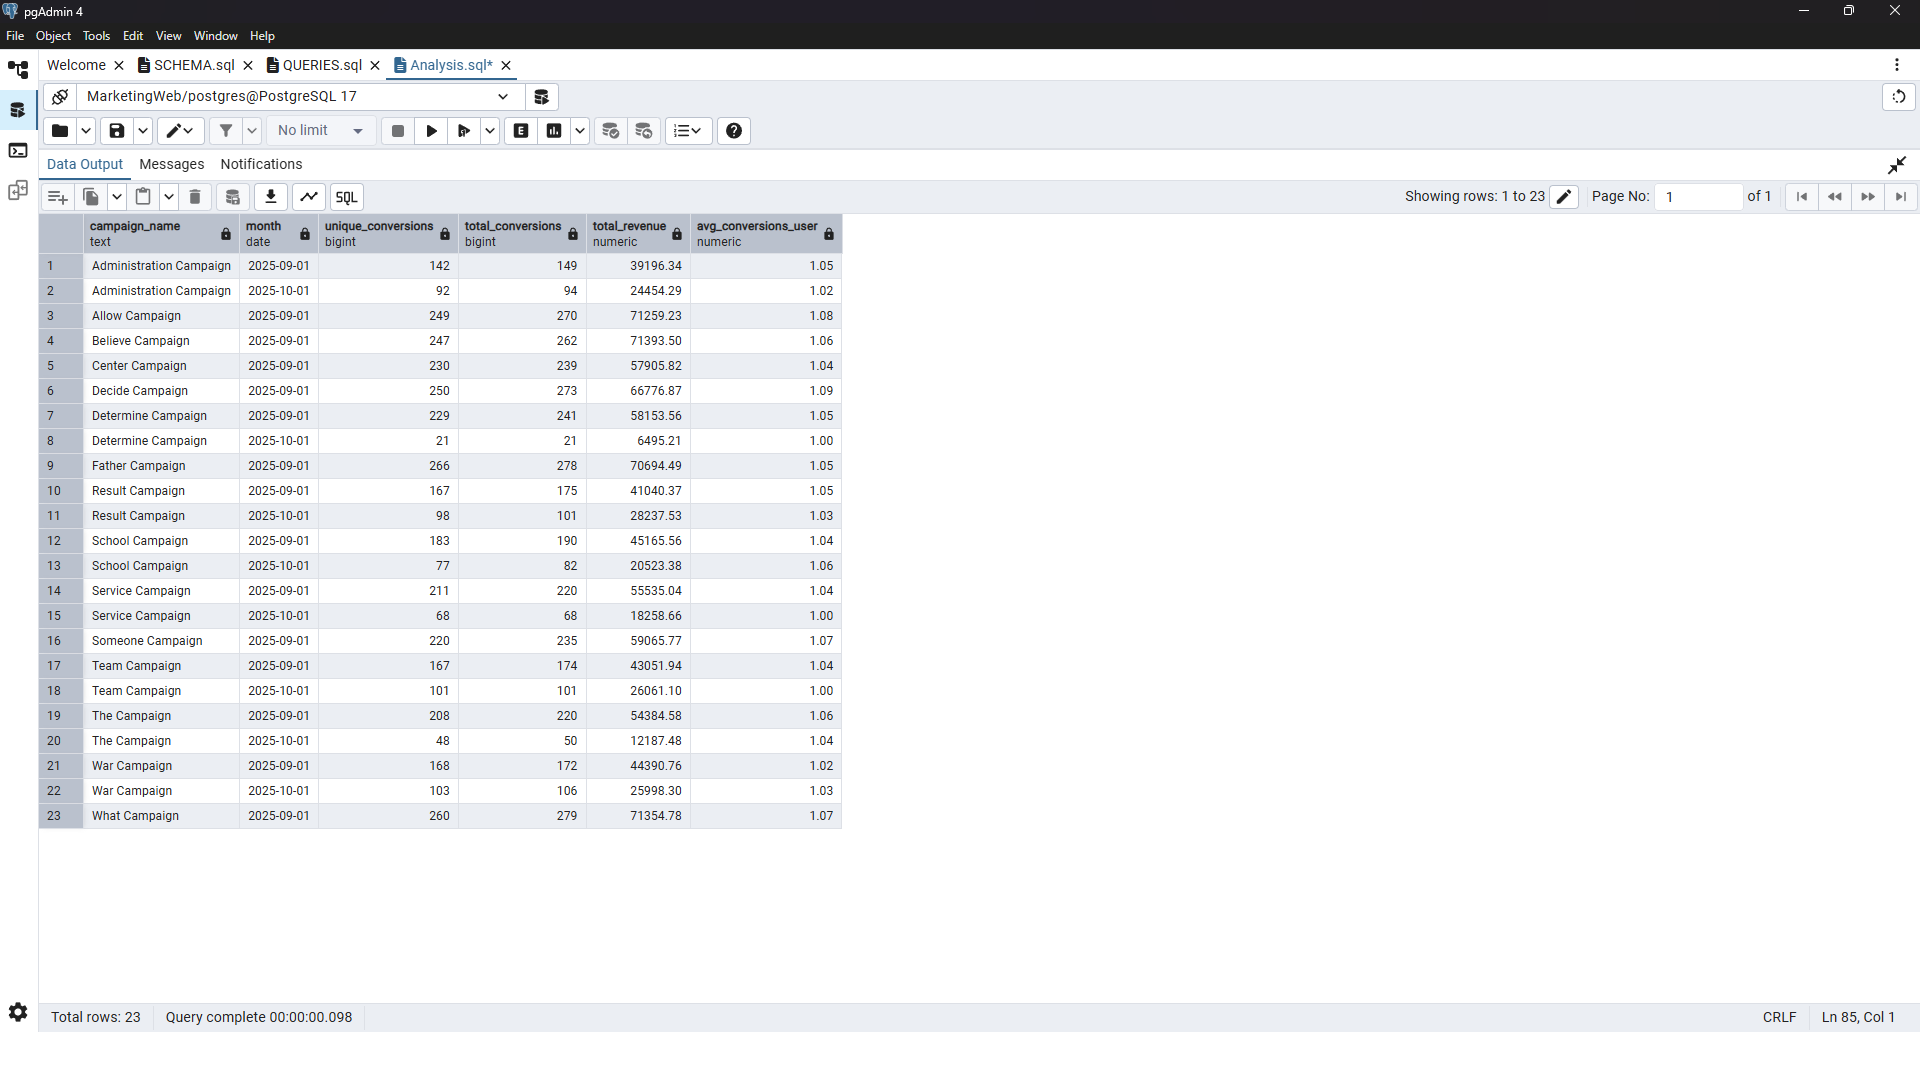 pgAdmin 4
File Object Tools Edit View Window Help
Welcome SCHEMA.sql QUERIES.sql Analysis.sql*
MarketingWeb/postgres@PostgreSQL 17
No limit E
Data Output Messages Notifications
SQL Showing rows: 1 to 23 Page No: 1 of 1
campaign_name month unique_conversions total_conversions total_revenue avg_conversions_user
text date bigint bigint numeric numeric
1 Administration Campaign 2025-09-01 142 149 39196.34 1.05
2 Administration Campaign 2025-10-01 92 94 24454.29 1.02
3 Allow Campaign 2025-09-01 249 270 71259.23 1.08
4 Believe Campaign 2025-09-01 247 262 71393.50 1.06
5 Center Campaign 2025-09-01 230 239 57905.82 1.04
6 Decide Campaign 2025-09-01 250 273 66776.87 1.09
7 Determine Campaign 2025-09-01 229 241 58153.56 1.05
8 Determine Campaign 2025-10-01 21 21 6495.21 1.00
9 Father Campaign 2025-09-01 266 278 70694.49 1.05
10 Result Campaign 2025-09-01 167 175 41040.37 1.05
11 Result Campaign 2025-10-01 98 101 28237.53 1.03
12 School Campaign 2025-09-01 183 190 45165.56 1.04
13 School Campaign 2025-10-01 77 82 20523.38 1.06
14 Service Campaign 2025-09-01 211 220 55535.04 1.04
15 Service Campaign 2025-10-01 68 68 18258.66 1.00
16 Someone Campaign 2025-09-01 220 235 59065.77 1.07
17 Team Campaign 2025-09-01 167 174 43051.94 1.04
18 Team Campaign 2025-10-01 101 101 26061.10 1.00
19 The Campaign 2025-09-01 208 220 54384.58 1.06
20 The Campaign 2025-10-01 48 50 12187.48 1.04
21 War Campaign 2025-09-01 168 172 44390.76 1.02
22 War Campaign 2025-10-01 103 106 25998.30 1.03
23 What Campaign 2025-09-01 260 279 71354.78 1.07
Total rows: 23 Query complete 00:00:00.098 CRLF Ln 85, Col 1